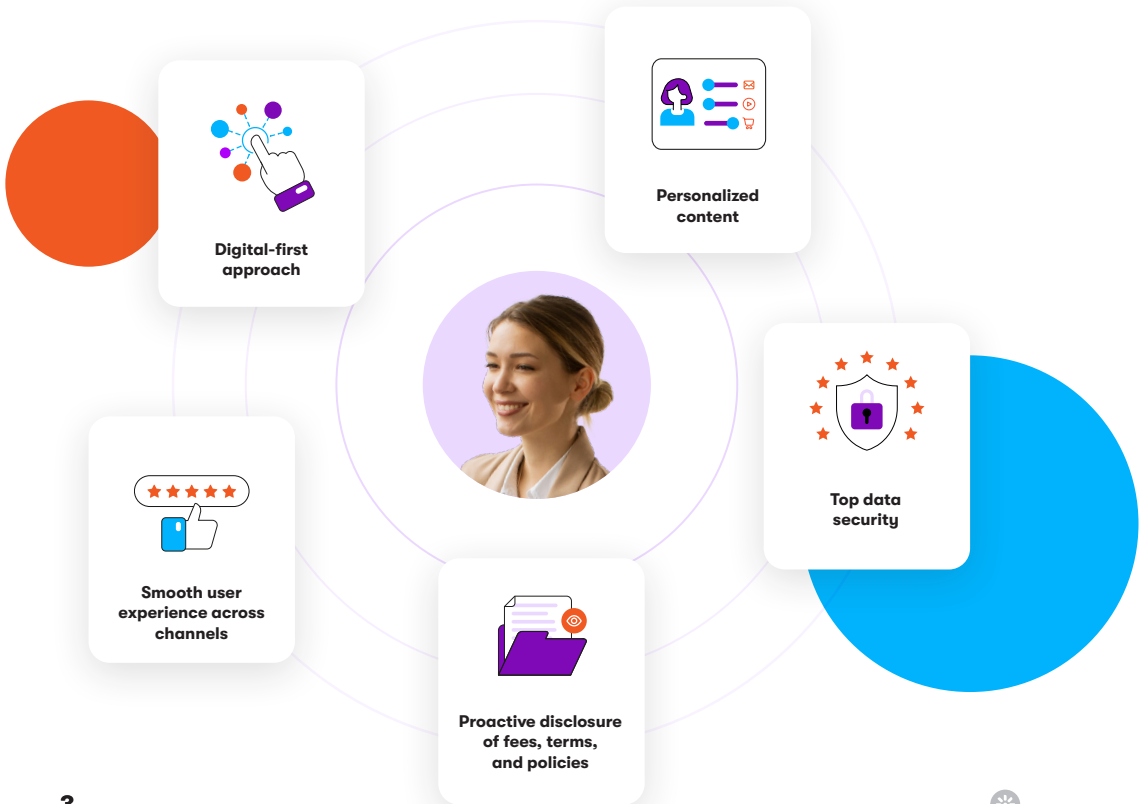 Personalized
content
Digital-first
approach
Top data
security
Smooth user
experience across
channels
Proactive disclosure
of fees, terms,
and policies
3